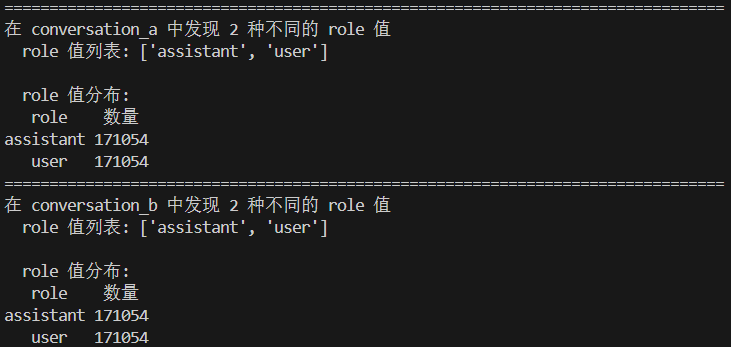 ================================================================================
在 conversation_a 中发现 2 种不同的 role 值
role 值列表: ['assistant', 'user']
role 值分布:
role 数量
assistant 171054
user 171054
================================================================================
在 conversation_b 中发现 2 种不同的 role 值
role 值列表: ['assistant', 'user']
role 值分布:
role 数量
assistant 171054
user 171054